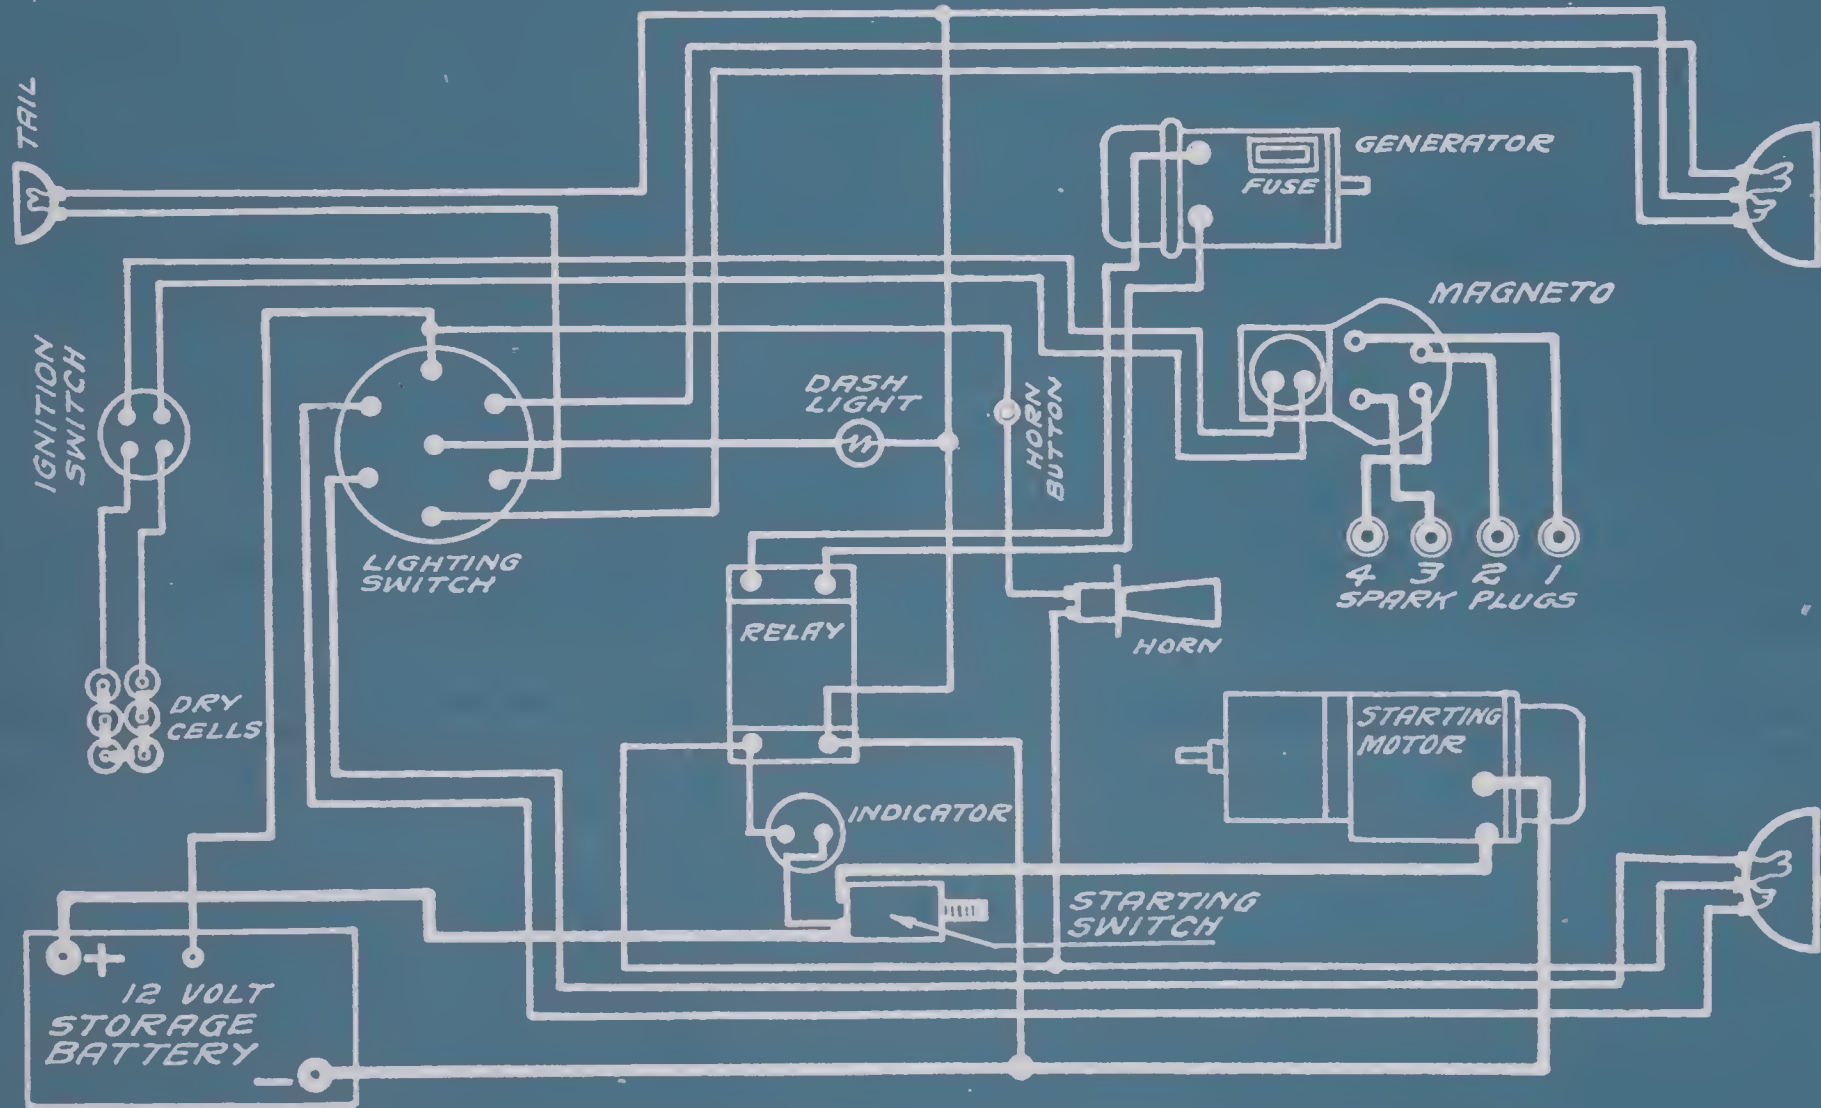 TAIL
GENERATOR
FUSE
MAGNETO
IGNITION
SWITCH
DASH
LIGHT
HORN
BUTTON
LIGHTING
SWITCH
4 3 2 1
SPARK PLUGS
RELAY
HORN
DRY
CELLS
STARTING
MOTOR
INDICATOR
STARTING
SWITCH
+
12 VOLT
STORAGE
BATTERY
–